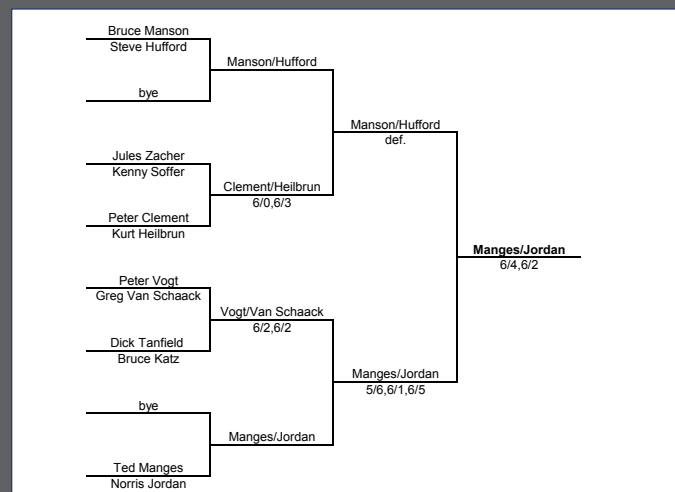 Bruce Manson
Steve Hufford
Manson/Hufford
bye
Manson/Hufford
def.
Jules Zacher
Kenny Soffer
Clement/Heilbrun
6/0,6/3
Peter Clement
Kurt Heilbrun
Manges/Jordan
6/4,6/2
Peter Vogt
Greg Van Schaack
Vogt/Van Schaack
6/2,6/2
Dick Tanfield
Bruce Katz
Manges/Jordan
5/6,6/1,6/5
bye
Manges/Jordan
Ted Manges
Norris Jordan